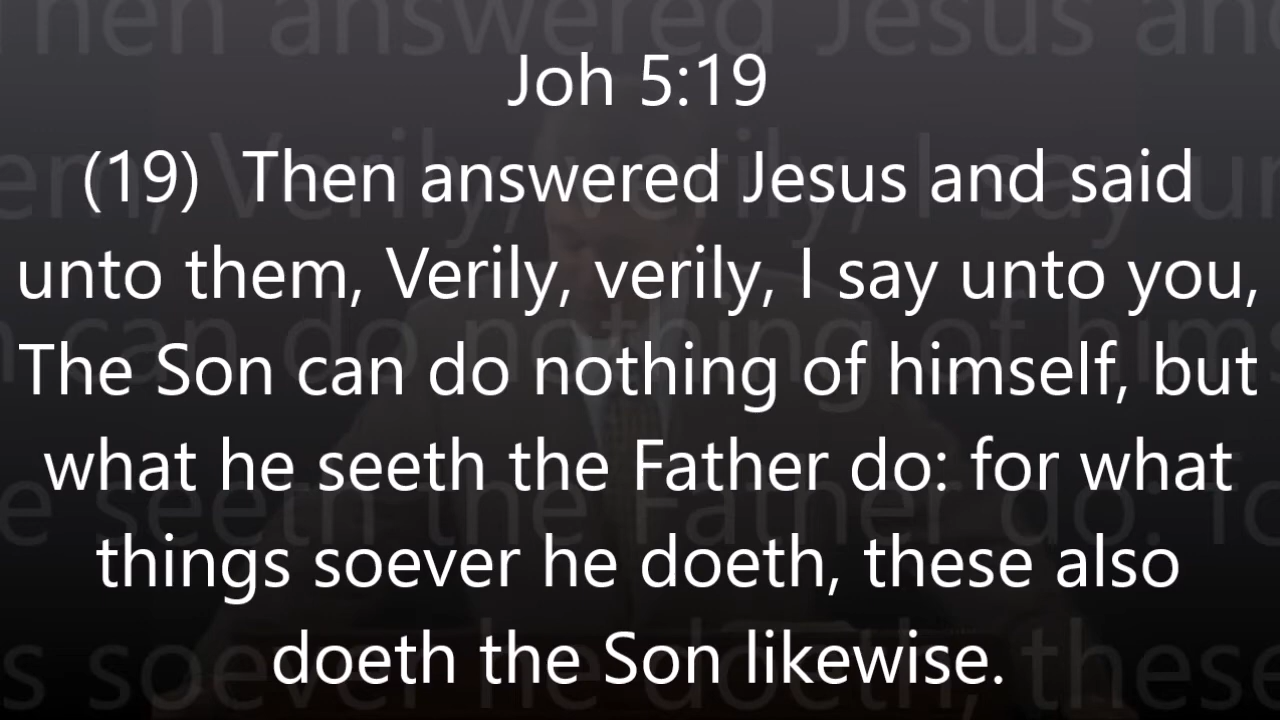 Joh 5:19
(19) Then answered Jesus and said
unto them, Verily, verily, I say unto you,
The Son can do nothing of himself, but
what he seeth the Father do: for what
things soever he doeth, these also
doeth the Son likewise.